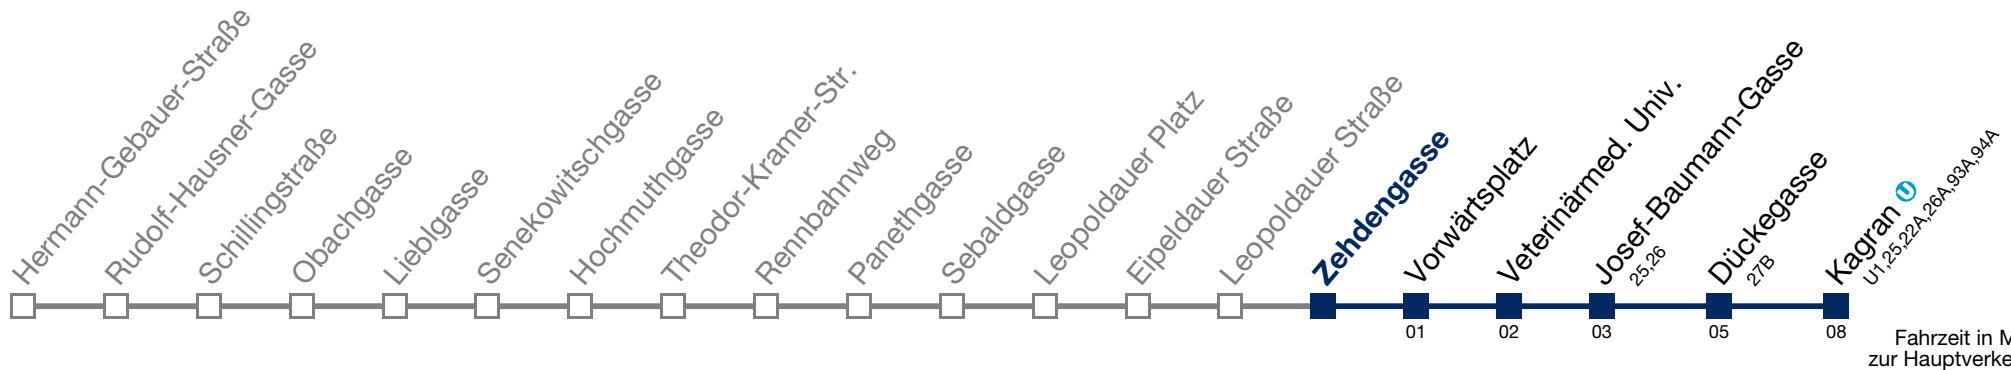 Hermann-Gebauer-Straße
Rudolf-Hausner-Gasse
Schillingstraße
Obachgasse
Lieblgasse
Senekowitschgasse
Hochmuthgasse
Theodor-Kramer-Str.
Rennbahnweg
Panethgasse
Sebaldgasse
Leopoldauer Platz
Eipeldauer Straße
Leopoldauer Straße
Zehdengasse
Vorwärtsplatz
01
Veterinärmed. Univ.
02
Josef-Baumann-Gasse
25,26
03
Dückegasse
27B
05
Kagran U
U1,25,22A,26A,93A,94A
08
Fahrzeit in M
zur Hauptverke